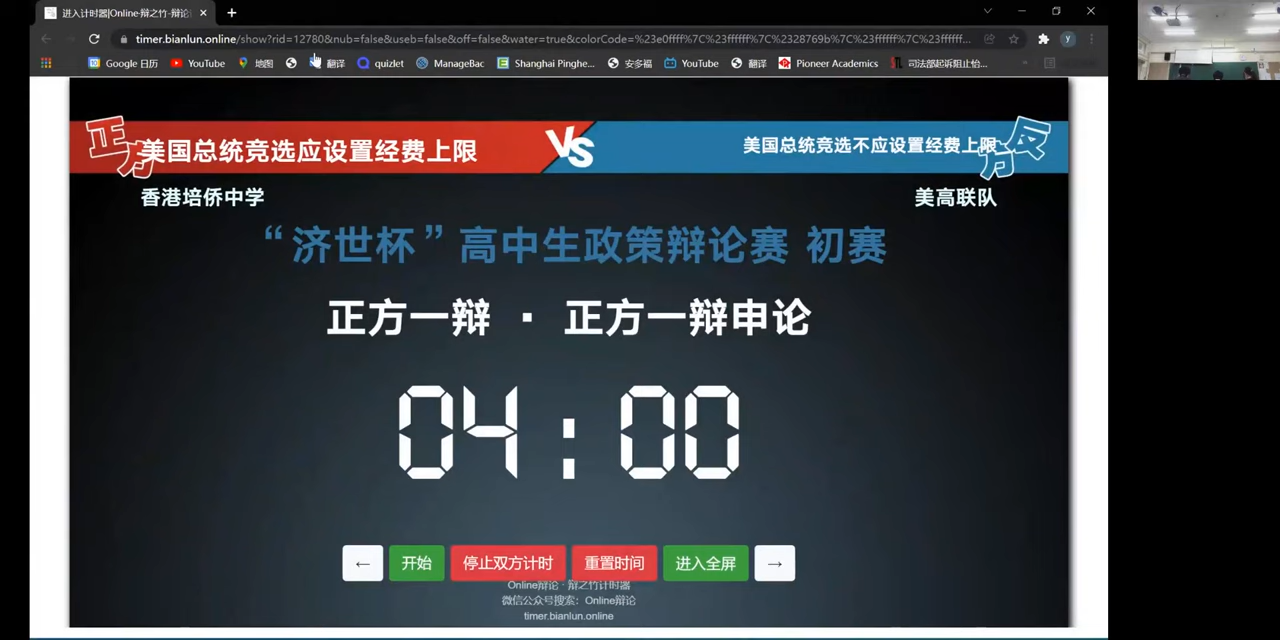 进入计时器|Online-辩之竹-辩论
timer.bianlun.online/show?rid=12780&nub=false&useb=false&off=false&water=true&colorCode=%23e0ffff%7C%23ffffff%7C%2328769b%7C%23ffffff%7C%23ffffff...
Google 日历 YouTube 地图 翻译 quizlet ManageBac Shanghai Pinghe... 安多福 YouTube 翻译 Pioneer Academics 司法部起诉阻止恰...
正方 美国总统竞选应设置经费上限 VS 美国总统竞选不应设置经费上限 反方
香港培侨中学 美高联队
“济世杯”高中生政策辩论赛 初赛
正方一辩 · 正方一辩申论
04:00
← 开始 停止双方计时 重置时间 进入全屏 →
Online辩论 · 辩之竹计时器
微信公众号搜索：Online辩论
timer.bianlun.online